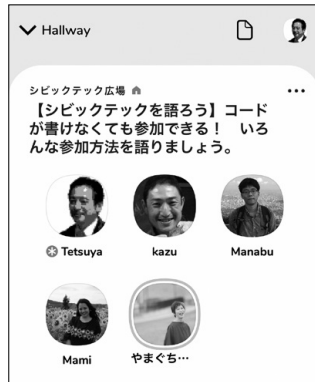 Hallway
シビックテック広場
【シビックテックを語ろう】コード
が書けなくても参加できる！　いろ
んな参加方法を語りましょう。
Tetsuya
kazu
Manabu
Mami
やまぐち…